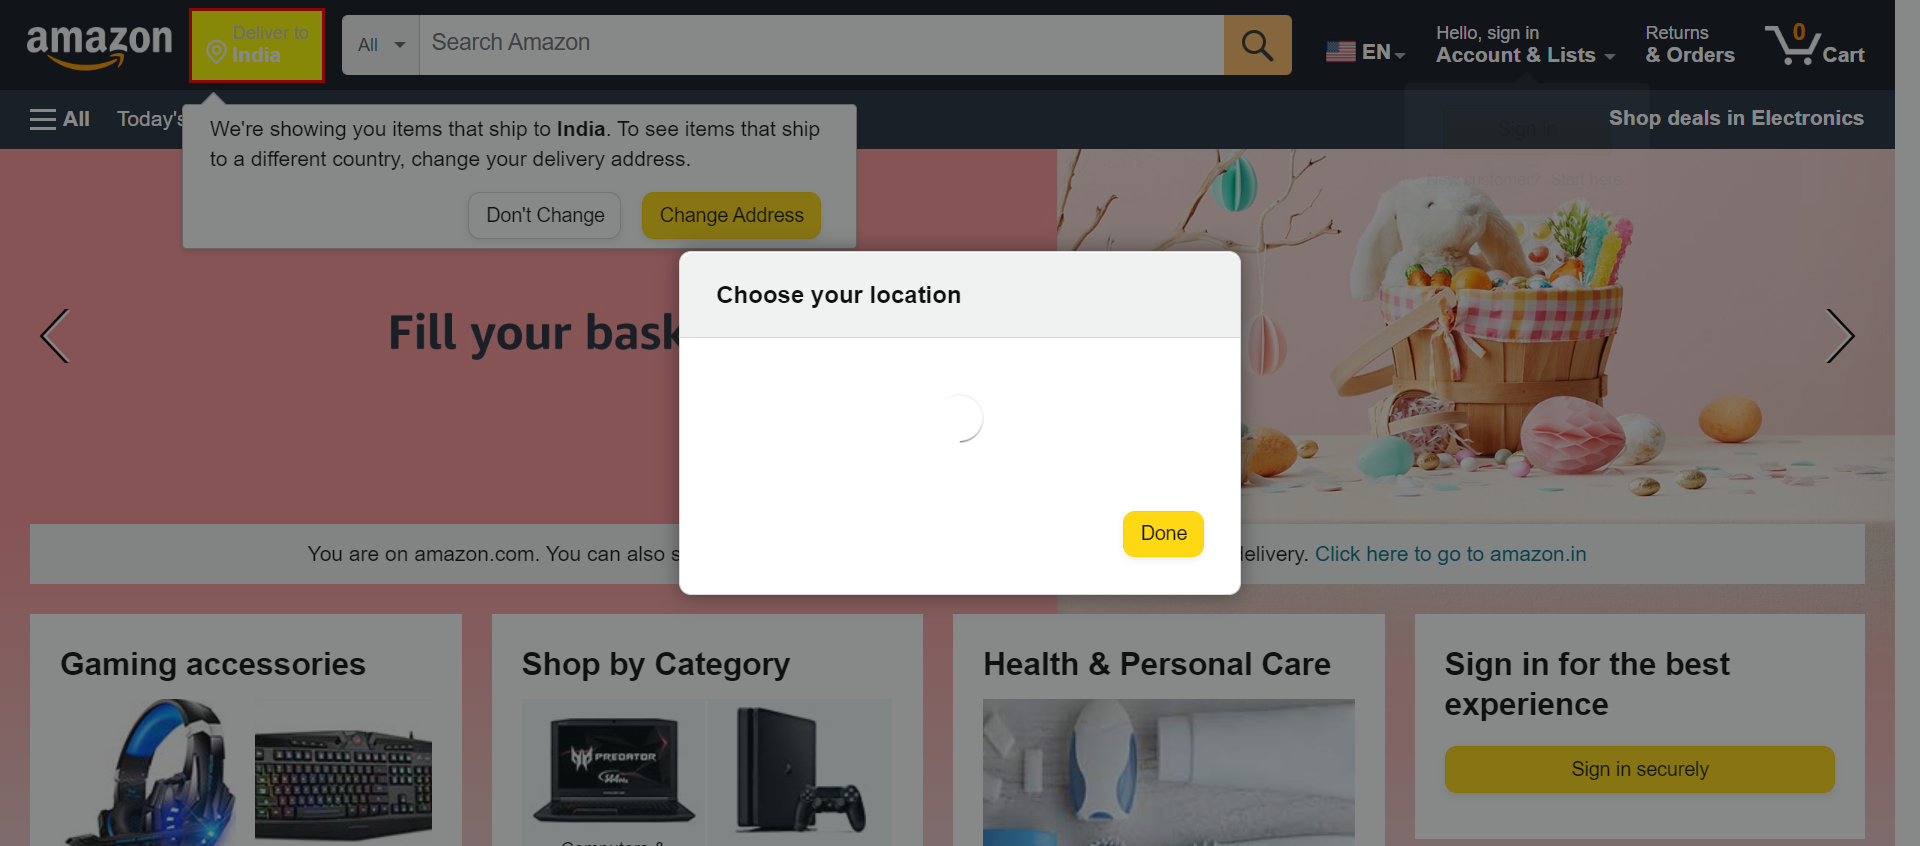 amazon
Deliver to
India
All
Search Amazon
EN
Hello, sign in
Account & Lists
Returns
& Orders
0
Cart
All
Today's
Shop deals in Electronics
Sign in
New customer? Start here
We're showing you items that ship to India. To see items that ship
to a different country, change your delivery address.
Don't Change
Change Address
Choose your location
Fill your bask
Done
You are on amazon.com. You can also s
delivery. Click here to go to amazon.in
Gaming accessories
Shop by Category
Health & Personal Care
Sign in for the best
experience
PREDATOR
144Hz
Sign in securely
Computers &